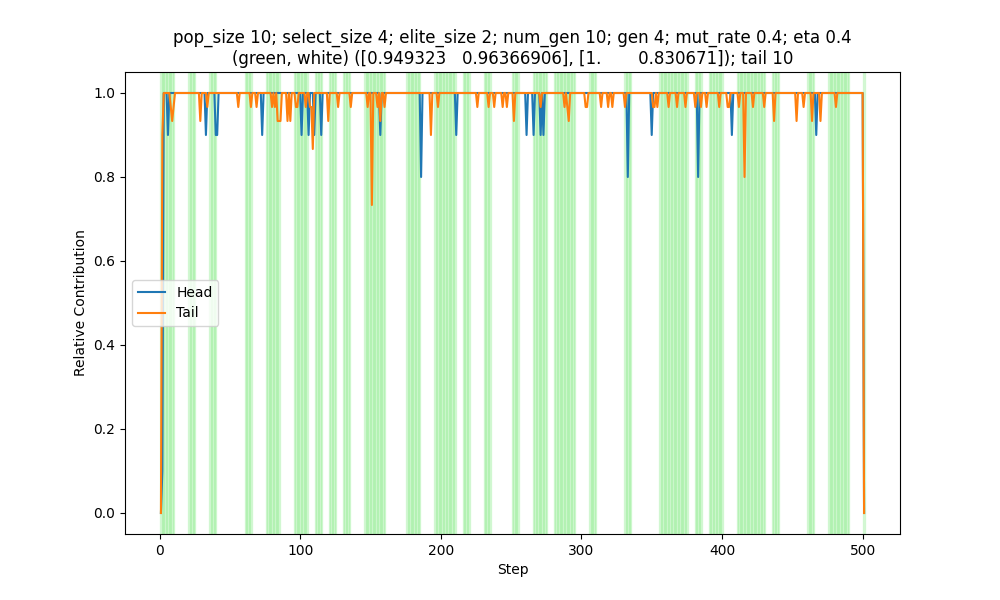 pop_size 10; select_size 4; elite_size 2; num_gen 10; gen 4; mut_rate 0.4; eta 0.4
(green, white) ([0.949323   0.96366906], [1.       0.830671]); tail 10
1.0
0.8
0.6
0.4
0.2
0.0
Relative Contribution
Head
Tail
0 100 200 300 400 500
Step